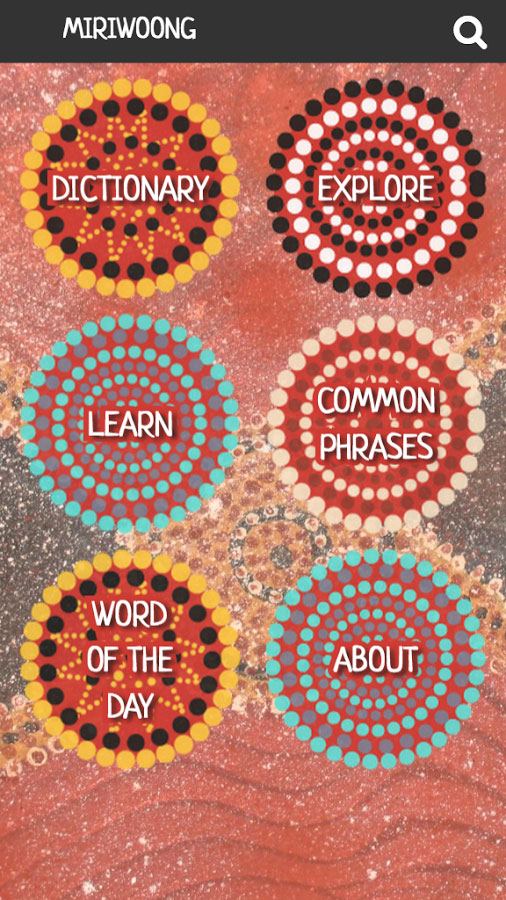 MIRIWOONG
DICTIONARY
EXPLORE
LEARN
COMMON
PHRASES
WORD
OF THE
DAY
ABOUT